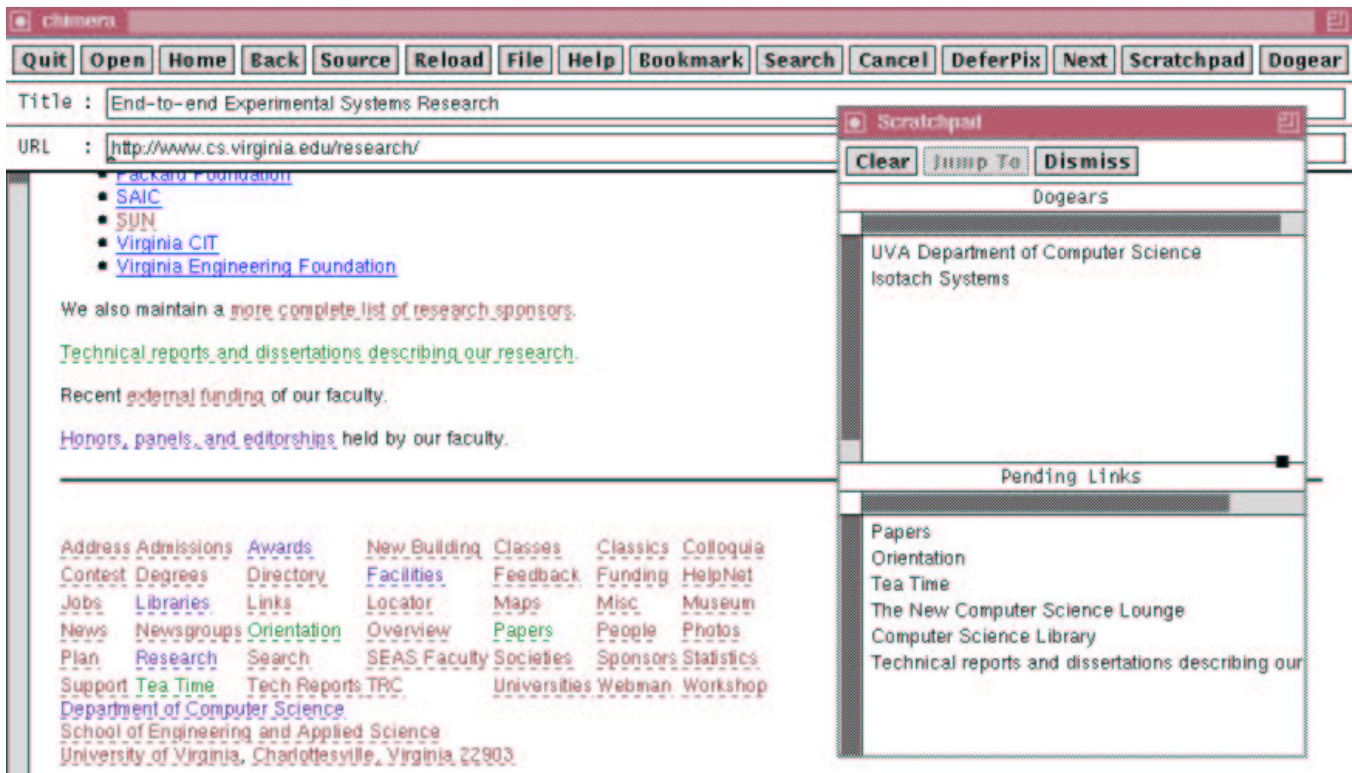 chimera
Quit Open Home Back Source Reload File Help Bookmark Search Cancel DeferPix Next Scratchpad Dogear
Title : End-to-end Experimental Systems Research
URL : http://www.cs.virginia.edu/research/
Packard Foundation
SAIC
SUN
Virginia CIT
Virginia Engineering Foundation
We also maintain a more complete list of research sponsors.
Technical reports and dissertations describing our research.
Recent external funding of our faculty.
Honors, panels, and editorships held by our faculty.
Address Admissions Awards New Building Classes Classics Colloquia
Contest Degrees Directory Facilities Feedback Funding HelpNet
Jobs Libraries Links Locator Maps Misc Museum
News Newsgroups Orientation Overview Papers People Photos
Plan Research Search SEAS Faculty Societies Sponsors Statistics
Support Tea Time Tech Reports TRC Universities Webman Workshop
Department of Computer Science
School of Engineering and Applied Science
University of Virginia, Charlottesville, Virginia 22903
Scratchpad
Clear Jump To Dismiss
Dogears
UVA Department of Computer Science
Isotach Systems
Pending Links
Papers
Orientation
Tea Time
The New Computer Science Lounge
Computer Science Library
Technical reports and dissertations describing our